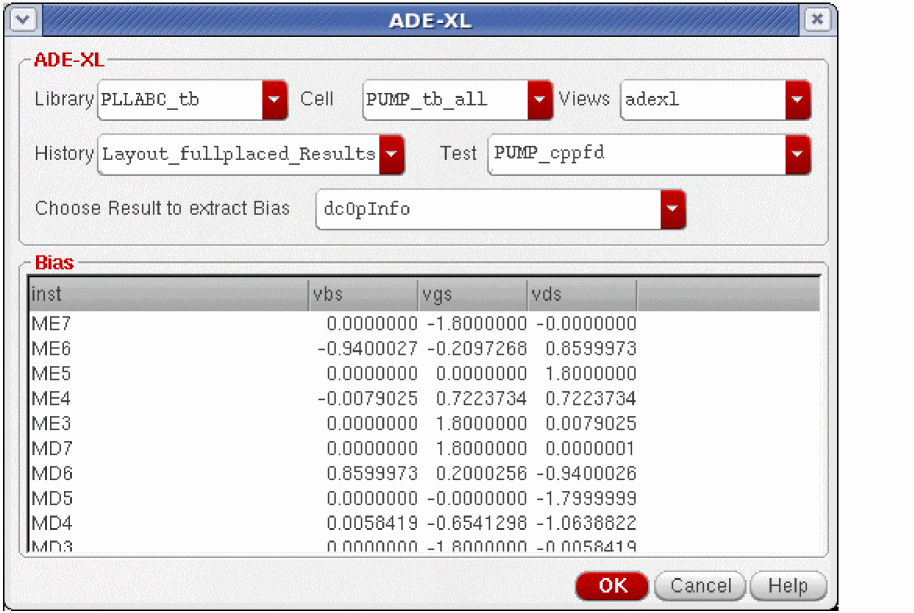 ADE-XL
ADE-XL
Library PLLABC_tb Cell PUMP_tb_all Views adexl
History Layout_fullplaced_Results Test PUMP_cppfd
Choose Result to extract Bias dcOpInfo
Bias
inst vbs vgs vds
ME7 0.0000000 -1.8000000 -0.0000000
ME6 -0.9400027 -0.2097268 0.8599973
ME5 0.0000000 0.0000000 1.8000000
ME4 -0.0079025 0.7223734 0.7223734
ME3 0.0000000 1.8000000 0.0079025
MD7 0.0000000 1.8000000 0.0000001
MD6 0.8599973 0.2000256 -0.9400026
MD5 0.0000000 -0.0000000 -1.7999999
MD4 0.0058419 -0.6541298 -1.0638822
MD3 0.0000000 -1.8000000 -0.0058419
OK Cancel Help